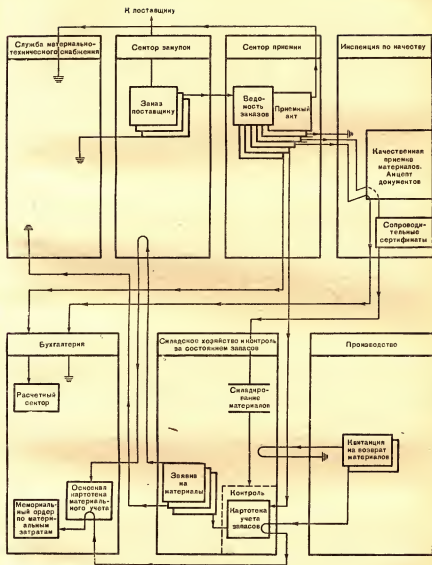 К поставщику
Служба материально-
технического снабжения
Сектор закупок
Сектор приемки
Инспекция по качеству
Заказ
поставщику
Ведо-
мость
заказов
Приемный
акт
Качественная
приемка
материалов.
Акцепт
документов
Сопроводи-
тельные
сертификаты
Бухгалтерия
Складское хозяйство и контроль
за состоянием запасов
Производство
Расчетный
сектор
Складиро-
вание
материалов
Квитанция
на возврат
материалов
Заявка
на
материалы
Контроль
Основная
картотека
материаль-
ного учета
Картотека
учета
запасов
Мемориаль-
ный ордер
по матери-
альным
затратам